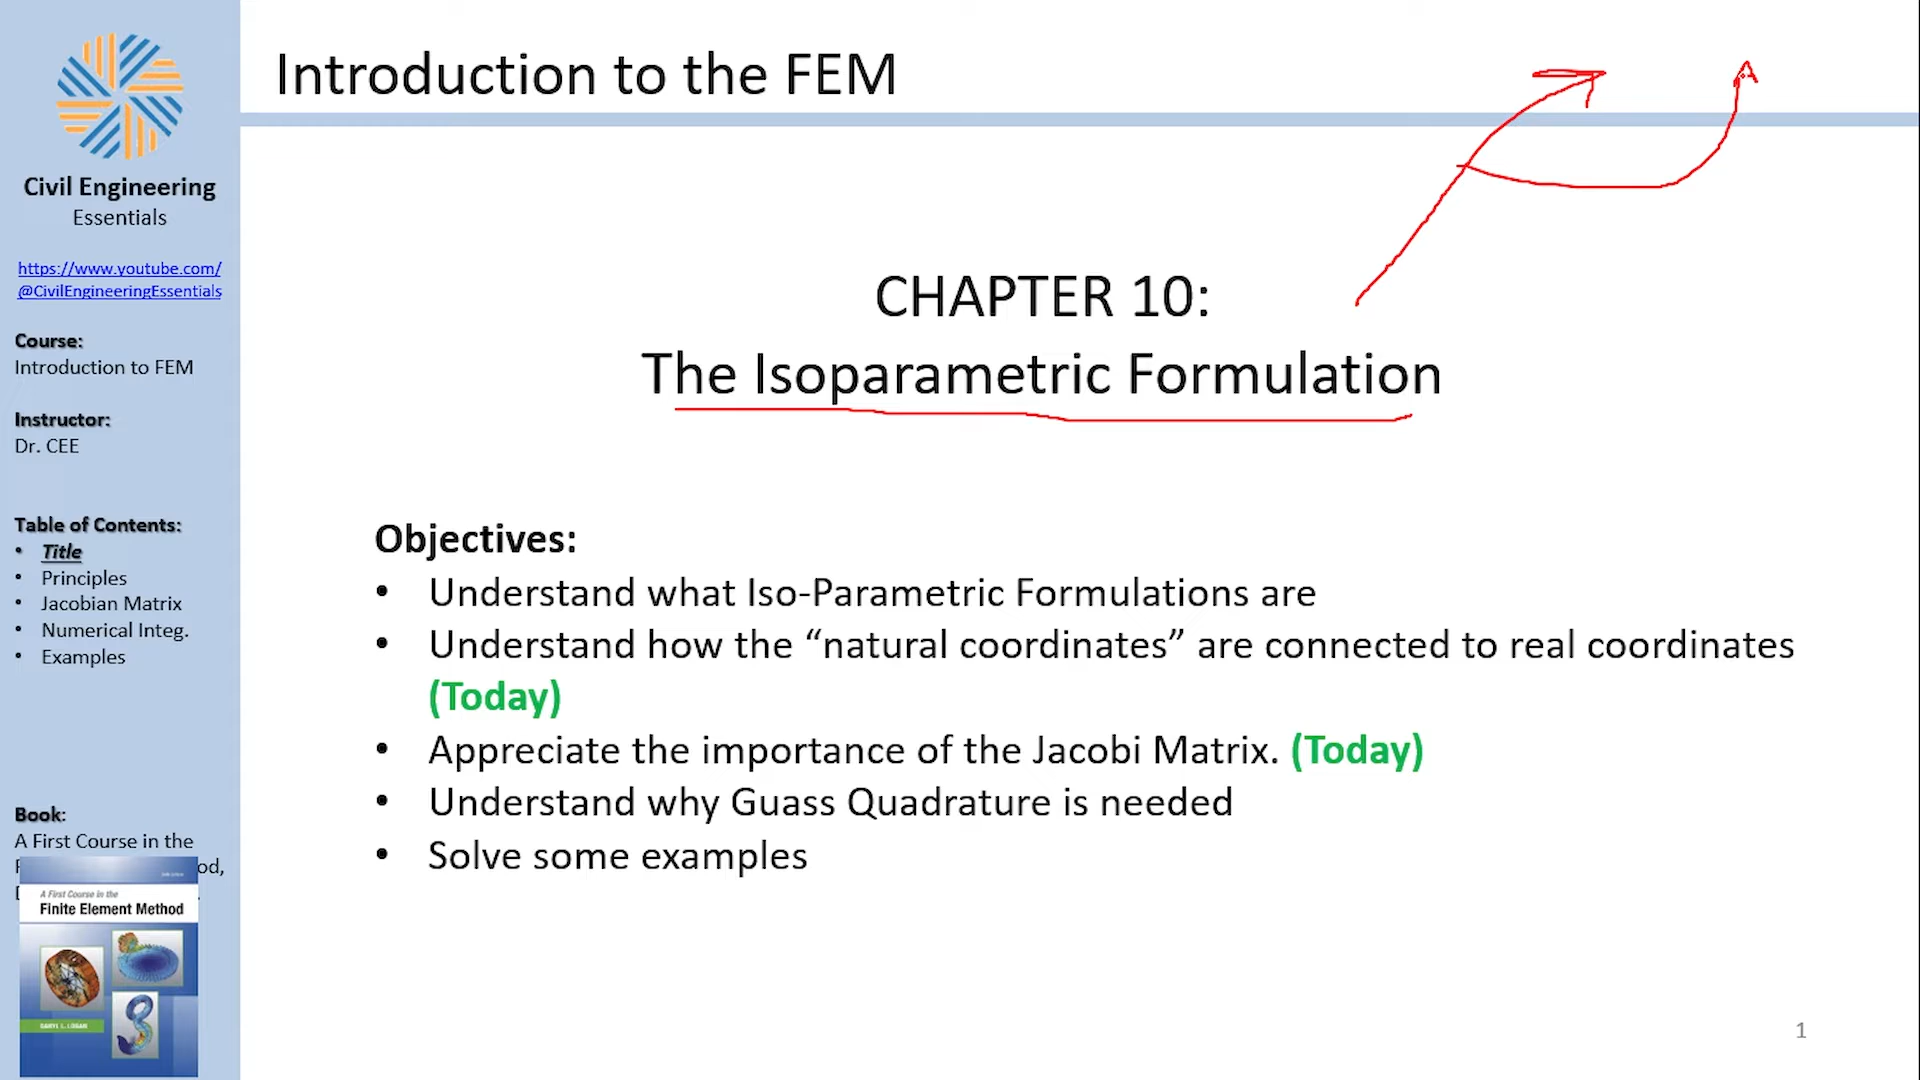 Introduction to the FEM
Civil Engineering
Essentials
https://www.youtube.com/
@CivilEngineeringEssentials
Course:
Introduction to FEM
Instructor:
Dr. CEE
Table of Contents:
• Title
• Principles
• Jacobian Matrix
• Numerical Integ.
• Examples
Book:
A First Course in the
od,
A First Course in the
Finite Element Method
DARYL L. LOGAN
CHAPTER 10:
The Isoparametric Formulation
Objectives:
• Understand what Iso-Parametric Formulations are
• Understand how the “natural coordinates” are connected to real coordinates
(Today)
• Appreciate the importance of the Jacobi Matrix. (Today)
• Understand why Guass Quadrature is needed
• Solve some examples
1